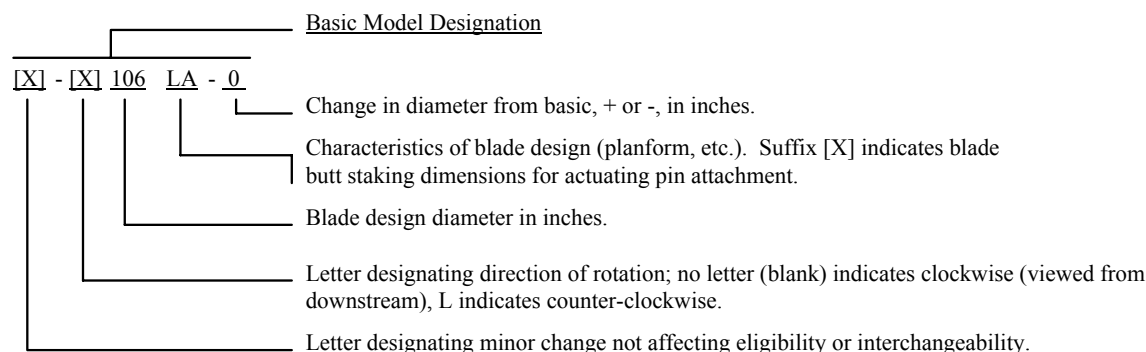 Basic Model Designation
[X] - [X] 106 LA - 0
Change in diameter from basic, + or -, in inches.
Characteristics of blade design (planform, etc.). Suffix [X] indicates blade
butt staking dimensions for actuating pin attachment.
Blade design diameter in inches.
Letter designating direction of rotation; no letter (blank) indicates clockwise (viewed from
downstream), L indicates counter-clockwise.
Letter designating minor change not affecting eligibility or interchangeability.